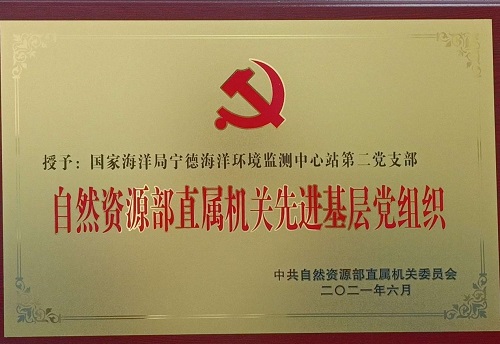 授予：国家海洋局宁德海洋环境监测中心站第二党支部
自然资源部直属机关先进基层党组织
中共自然资源部直属机关委员会
二〇二一年六月